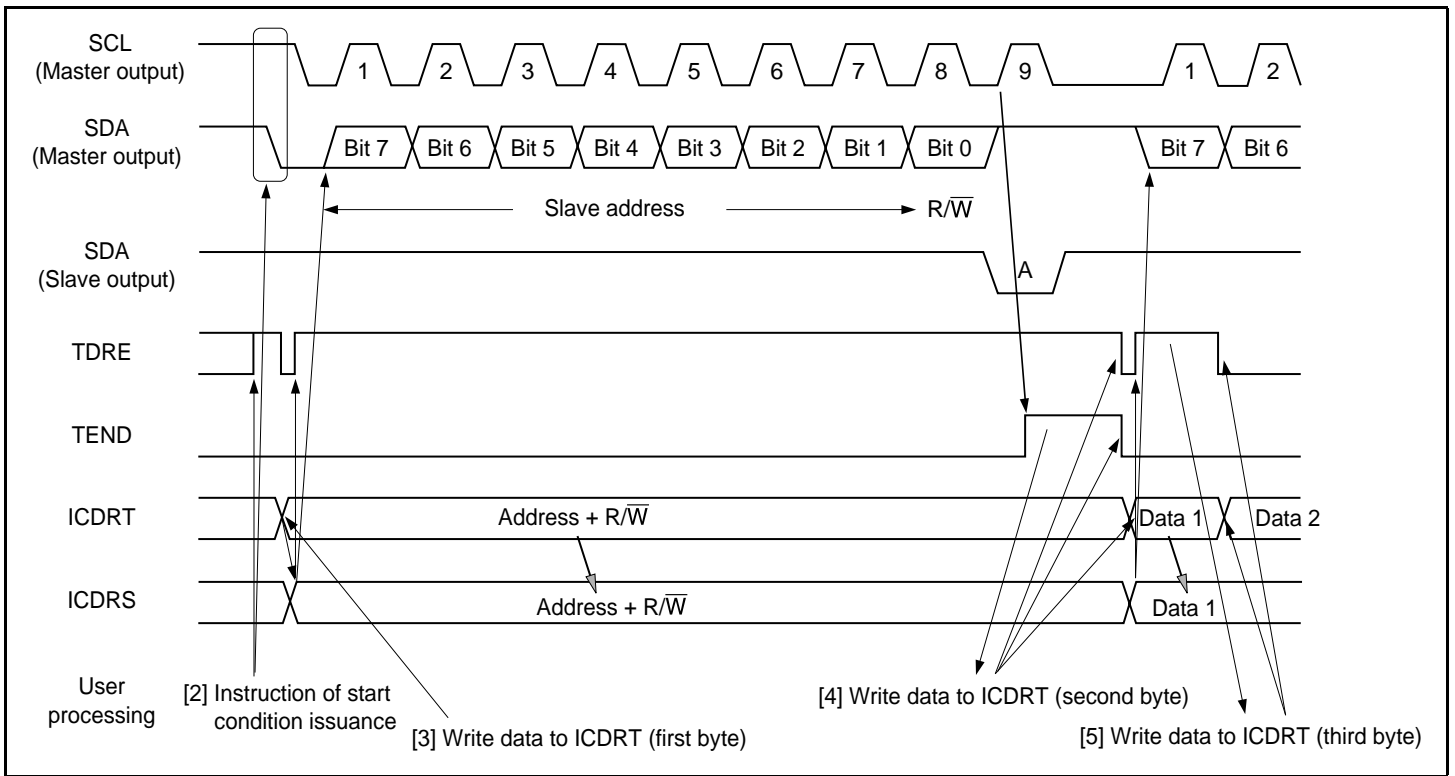 SCL
(Master output)
1 2 3 4 5 6 7 8 9 1 2
SDA
(Master output)
Bit 7 Bit 6 Bit 5 Bit 4 Bit 3 Bit 2 Bit 1 Bit 0 Bit 7 Bit 6
Slave address R/W̅
SDA
(Slave output)
A
TDRE
TEND
ICDRT
Address + R/W̅ Data 1 Data 2
ICDRS
Address + R/W̅ Data 1
User
processing
[2] Instruction of start
condition issuance
[3] Write data to ICDRT (first byte)
[4] Write data to ICDRT (second byte)
[5] Write data to ICDRT (third byte)